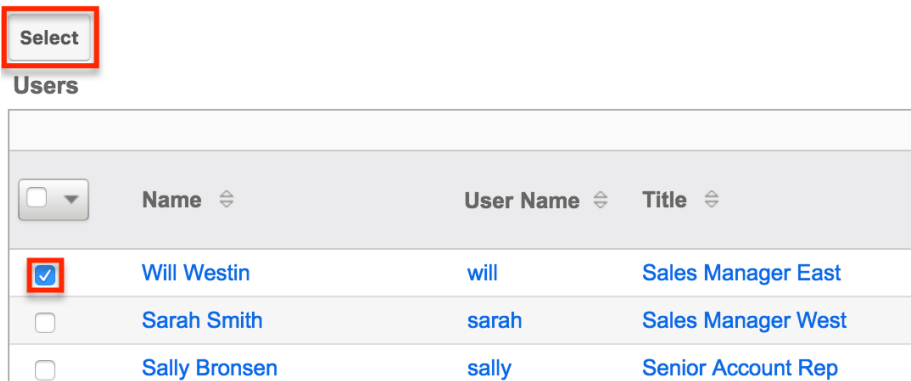 Select
Users
Name User Name Title
Will Westin will Sales Manager East
Sarah Smith sarah Sales Manager West
Sally Bronsen sally Senior Account Rep